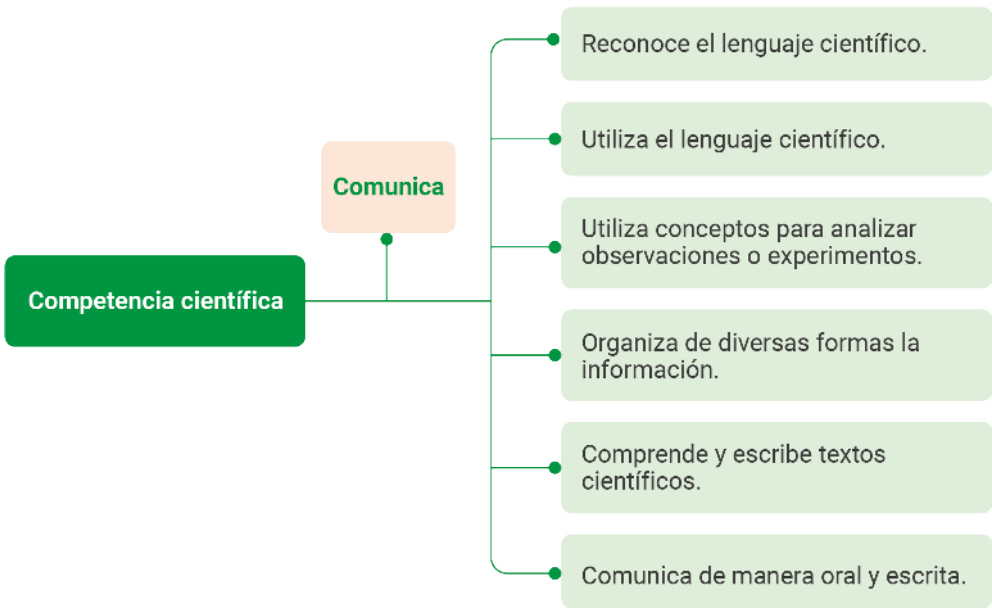 Competencia científica
Comunica
Reconoce el lenguaje científico.
Utiliza el lenguaje científico.
Utiliza conceptos para analizar
observaciones o experimentos.
Organiza de diversas formas la
información.
Comprende y escribe textos
científicos.
Comunica de manera oral y escrita.